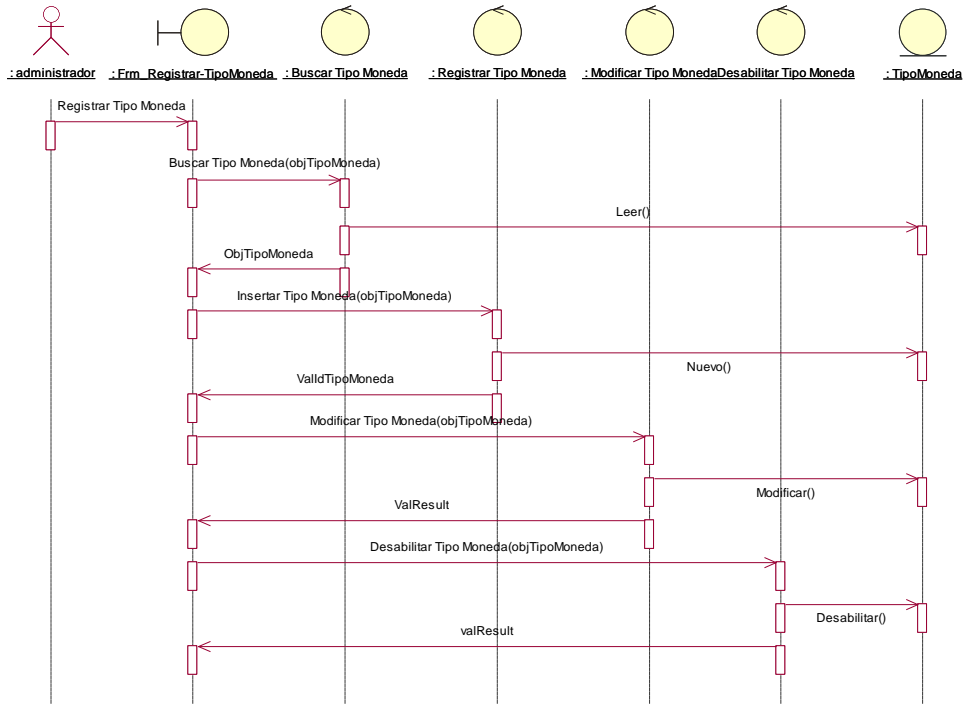 : administrador
: Frm_Registrar-TipoMoneda
: Buscar Tipo Moneda
: Registrar Tipo Moneda
: Modificar Tipo Moneda
Desabilitar Tipo Moneda
: TipoMoneda
Registrar Tipo Moneda
Buscar Tipo Moneda(objTipoMoneda)
Leer()
ObjTipoMoneda
Insertar Tipo Moneda(objTipoMoneda)
Nuevo()
ValIdTipoMoneda
Modificar Tipo Moneda(objTipoMoneda)
Modificar()
ValResult
Desabilitar Tipo Moneda(objTipoMoneda)
Desabilitar()
valResult